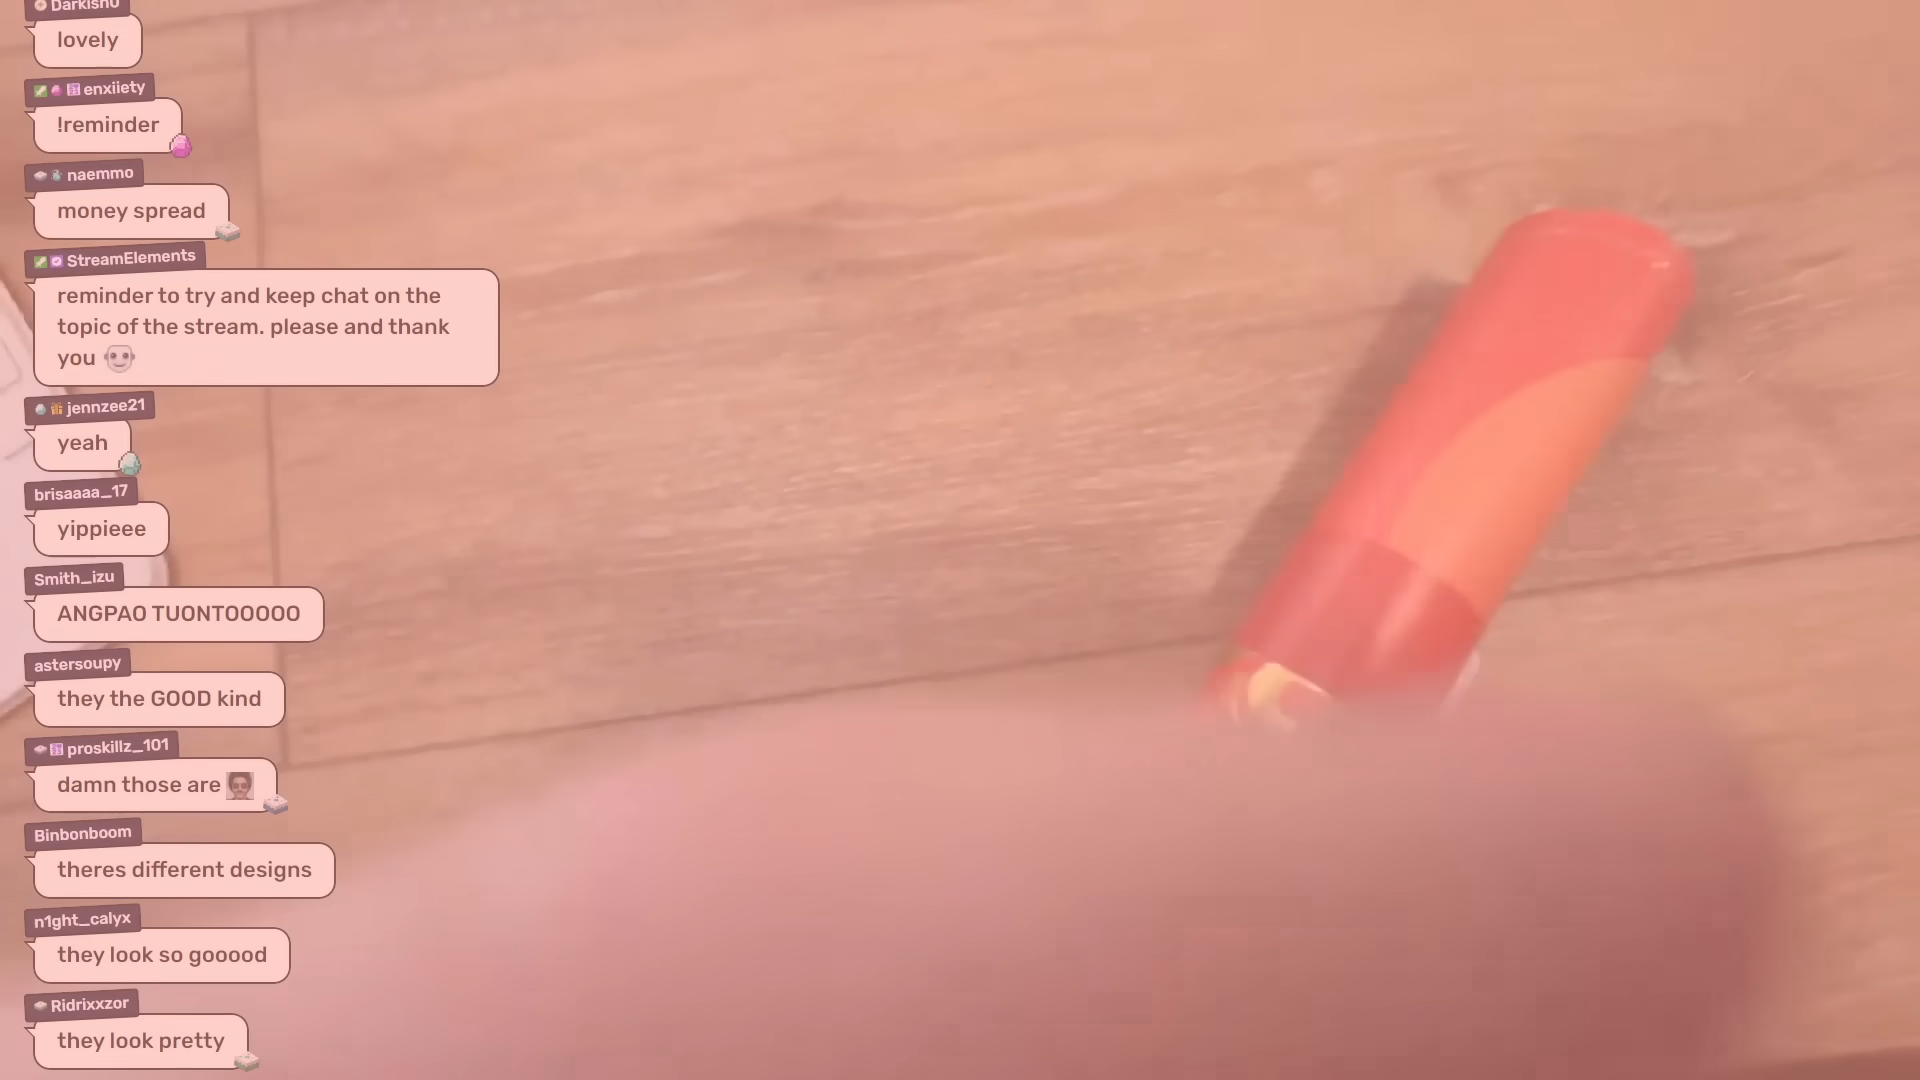 Darkish0
lovely
enxiiety
!reminder
naemmo
money spread
StreamElements
reminder to try and keep chat on the
topic of the stream. please and thank
you
jennzee21
yeah
brisaaaa_17
yippieee
Smith_izu
ANGPAO TUONTOOOOO
astersoupy
they the GOOD kind
proskillz_101
damn those are
Binbonboom
theres different designs
n1ght_calyx
they look so gooood
Ridrixxzor
they look pretty